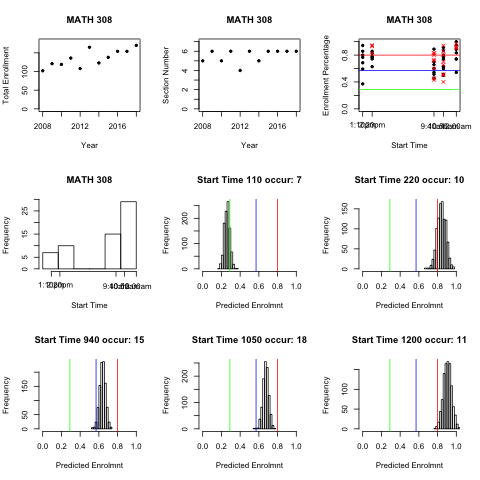 MATH 308
Total Enrollment
50 100 150
2008 2012 2016
Year
MATH 308
Section Number
0 1 2 3 4 5 6
2008 2012 2016
Year
MATH 308
Enrollment Percentage
0.0 0.4 0.8
Start Time
MATH 308
Frequency
0 5 15 25
Start Time
Start Time 110 occur: 7
Frequency
0 100 200
0.0 0.2 0.4 0.6 0.8 1.0
Predicted Enrolmnt
Start Time 220 occur: 10
Frequency
0 50 150
0.0 0.2 0.4 0.6 0.8 1.0
Predicted Enrolmnt
Start Time 940 occur: 15
Frequency
0 50 150
0.0 0.2 0.4 0.6 0.8 1.0
Predicted Enrolmnt
Start Time 1050 occur: 18
Frequency
0 100 200
0.0 0.2 0.4 0.6 0.8 1.0
Predicted Enrolmnt
Start Time 1200 occur: 11
Frequency
0 50 150
0.0 0.2 0.4 0.6 0.8 1.0
Predicted Enrolmnt